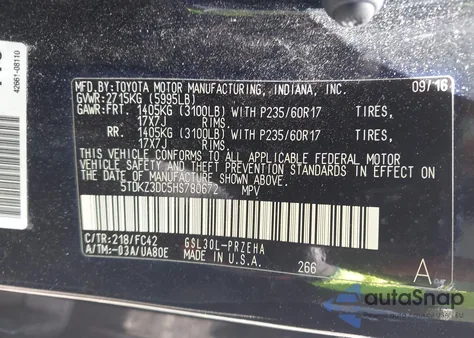 MFD. BY: TOYOTA MOTOR MANUFACTURING, INDIANA, INC. 09/16
GVWR: 2715KG (5995LB)
GAWR: FRT. 1405KG (3100LB) WITH P235/60R17 TIRES,
17X7J RIMS
RR. 1405KG (3100LB) WITH P235/60R17 TIRES,
17X7J RIMS
THIS VEHICLE CONFORMS TO ALL APPLICABLE FEDERAL MOTOR
VEHICLE SAFETY AND THEFT PREVENTION STANDARDS IN EFFECT ON
THE DATE OF MANUFACTURE SHOWN ABOVE.
5TDKZ3DC5HS780672 MPV
C/TR: 218/FC42 GSL30L-PRZEHA
A/TM: -03A/UA80E MADE IN U.S.A. 266 A
42661-08110
autoSnap